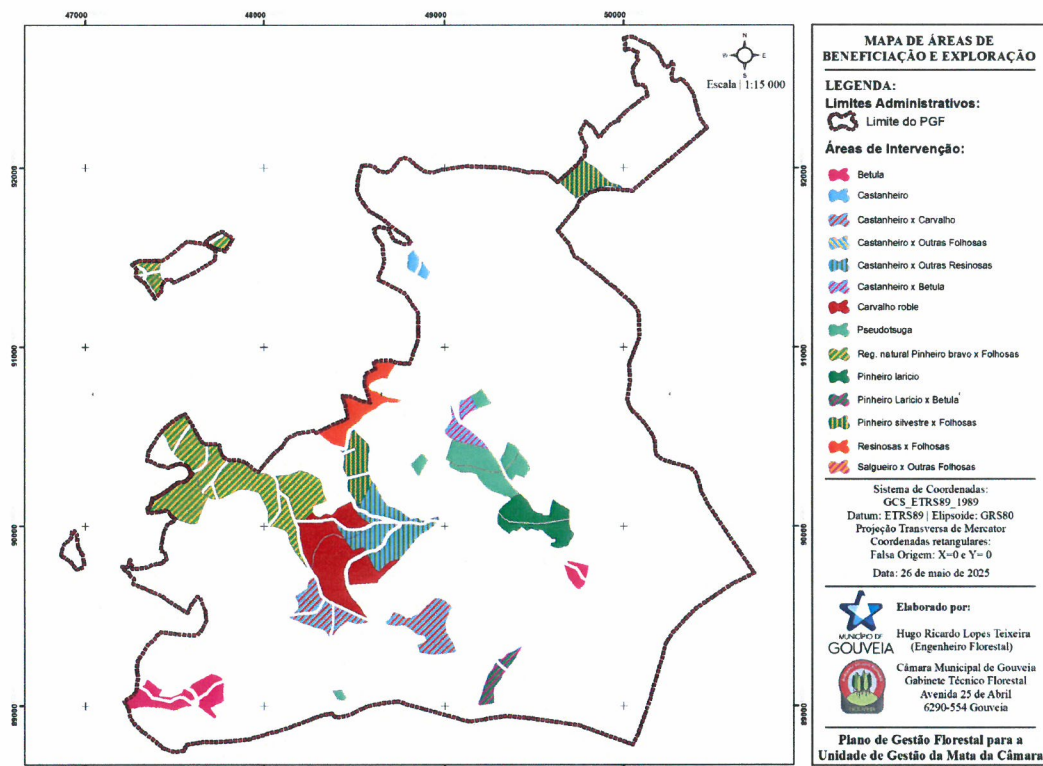 47000 48000 49000 50000
N
W E
S
Escala | 1:15 000
92000 92000
91000 91000
90000 90000
89000 89000
MAPA DE ÁREAS DE
BENEFICIAÇÃO E EXPLORAÇÃO
LEGENDA:
Limites Administrativos:
Limite do PGF
Áreas de Intervenção:
Betula
Castanheiro
Castanheiro x Carvalho
Castanheiro x Outras Folhosas
Castanheiro x Outras Resinosas
Castanheiro x Betula
Carvalho roble
Pseudotsuga
Reg. natural Pinheiro bravo x Folhosas
Pinheiro laricio
Pinheiro Laricio x Betula
Pinheiro silvestre x Folhosas
Resinosas x Folhosas
Salgueiro x Outras Folhosas
Sistema de Coordenadas:
GCS_ETRS89_1989
Datum: ETRS89 | Elipsoide: GRS80
Projeção Transversa de Mercator
Coordenadas retangulares:
Falsa Origem: X=0 e Y= 0
Data: 26 de maio de 2025
MUNICÍPIO DE
GOUVEIA
Elaborado por:
Hugo Ricardo Lopes Teixeira
(Engenheiro Florestal)
Câmara Municipal de Gouveia
Gabinete Técnico Florestal
Avenida 25 de Abril
6290-554 Gouveia
Plano de Gestão Florestal para a
Unidade de Gestão da Mata da Câmara